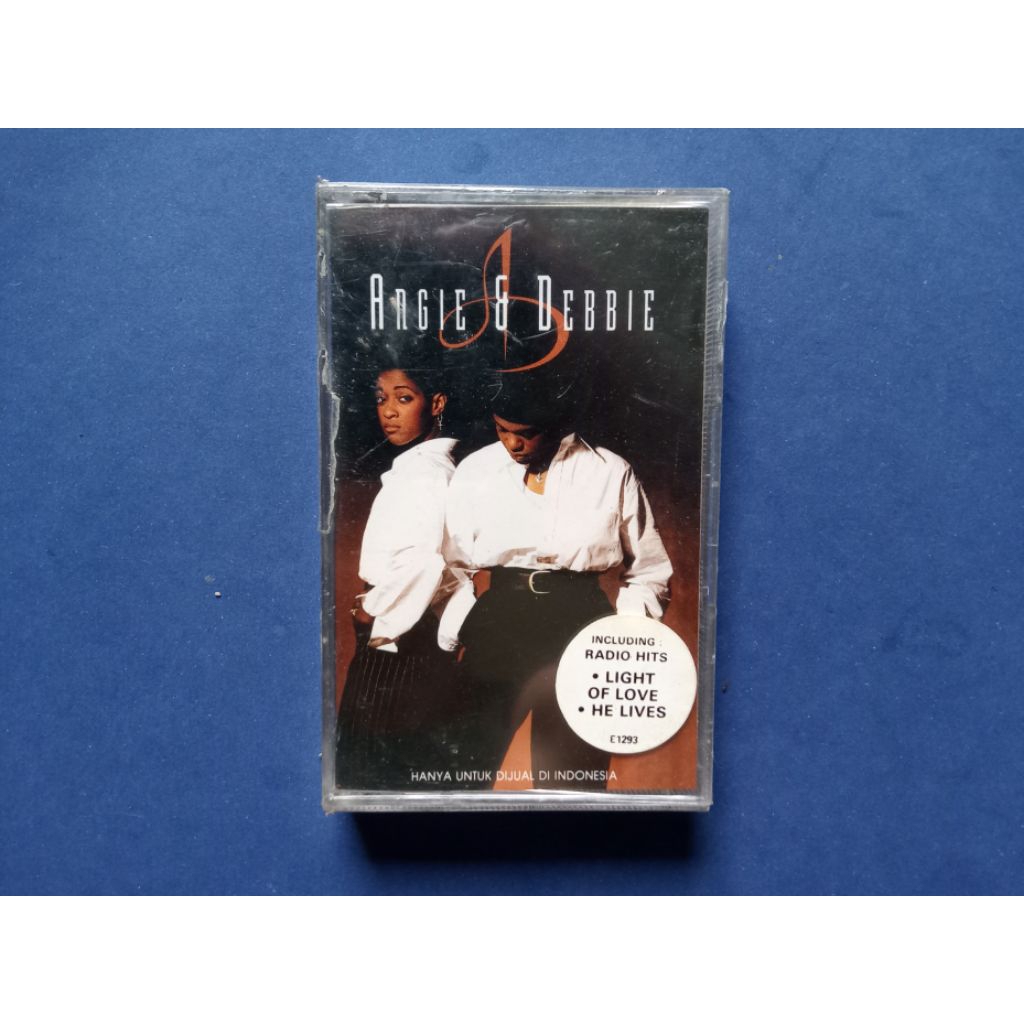 ANGIE & DEBBIE
INCLUDING :
RADIO HITS
• LIGHT
OF LOVE
• HE LIVES
E1293
HANYA UNTUK DIJUAL DI INDONESIA